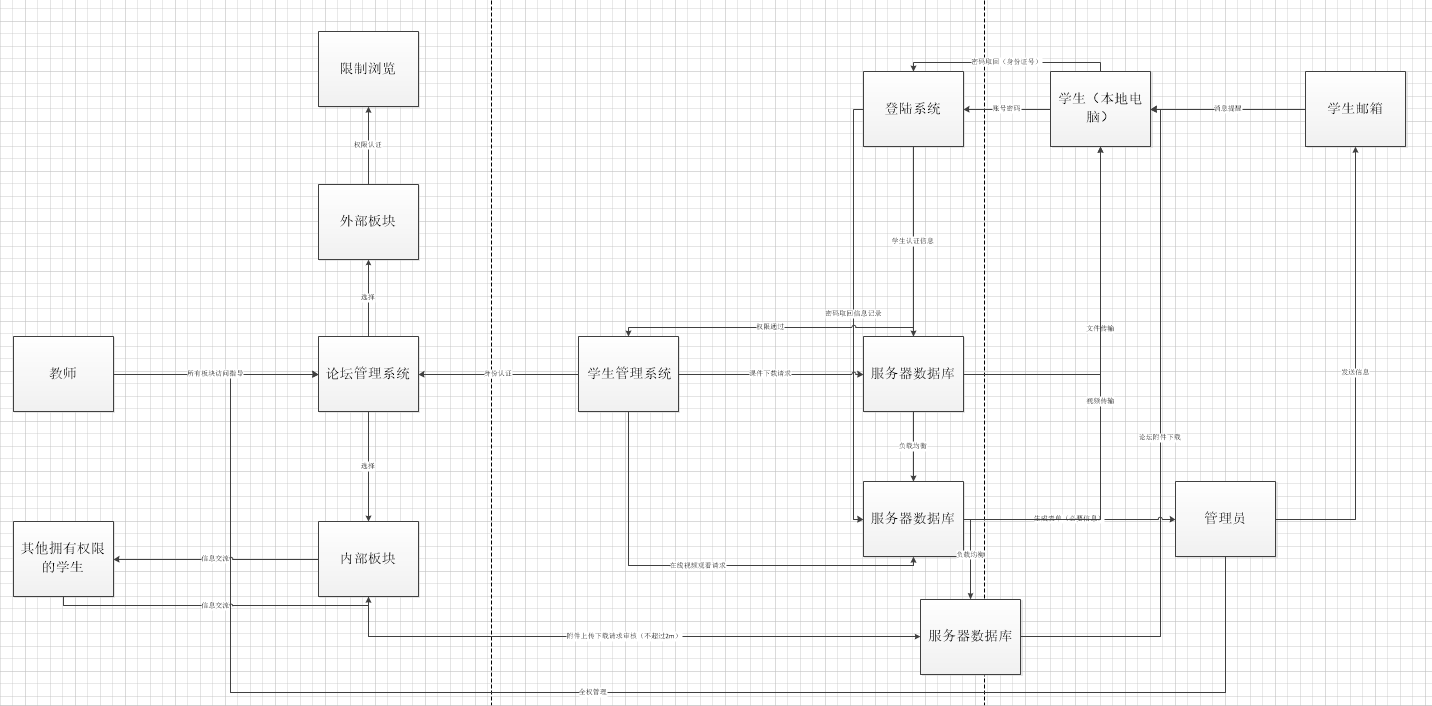 限制浏览
密码取回（身份证号）
登陆系统
账号密码
学生（本地电
脑）
消息提醒
学生邮箱
权限认证
外部板块
学生认证信息
选择
密码取回信息记录
权限通过
文件传输
教师
所有板块访问指导
论坛管理系统
身份认证
学生管理系统
课件下载请求
服务器数据库
发送信息
视频传输
论坛附件下载
负载均衡
选择
服务器数据库
生成表单（必要信息）
管理员
其他拥有权限
的学生
信息交流
内部板块
负载均衡
在线视频观看请求
信息交流
附件上传下载请求审核（不超过2m）
服务器数据库
全权管理